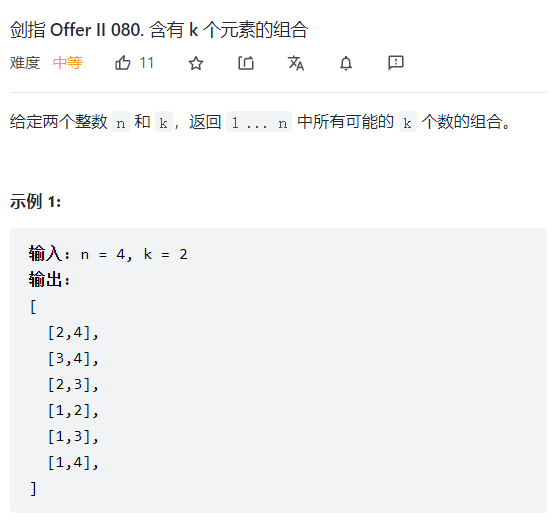 剑指 Offer II 080. 含有 k 个元素的组合
难度 中等 11
给定两个整数 n 和 k，返回 1 ... n 中所有可能的 k 个数的组合。
示例 1:
输入：n = 4, k = 2
输出：
[
[2,4],
[3,4],
[2,3],
[1,2],
[1,3],
[1,4],
]